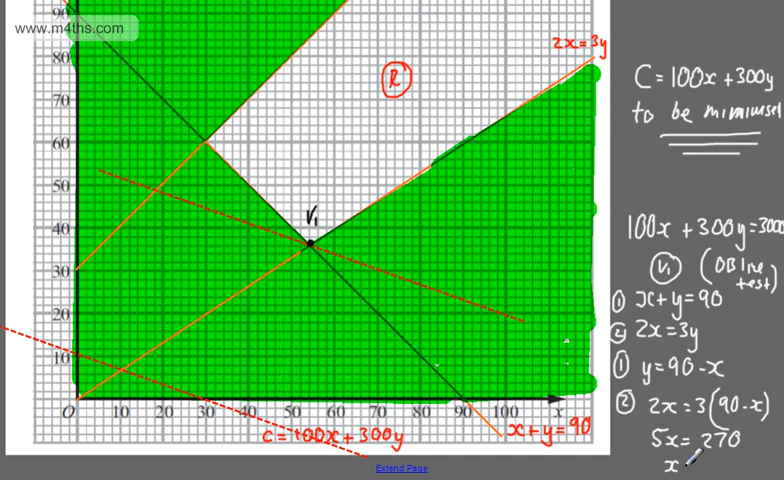 90
www.m4ths.com
80
70
60
50
40
30
20
10
O 10 20 30 40 50 60 70 80 90 100 x
2x=3y
R
V₁
x+y=90
C=100x+300y
Extend Page
C=100x+300y
to be minimised
100x+300y=3000
V₁ (OB line
test)
① x+y=90
② 2x=3y
① y=90-x
② 2x=3(90-x)
5x=270
x